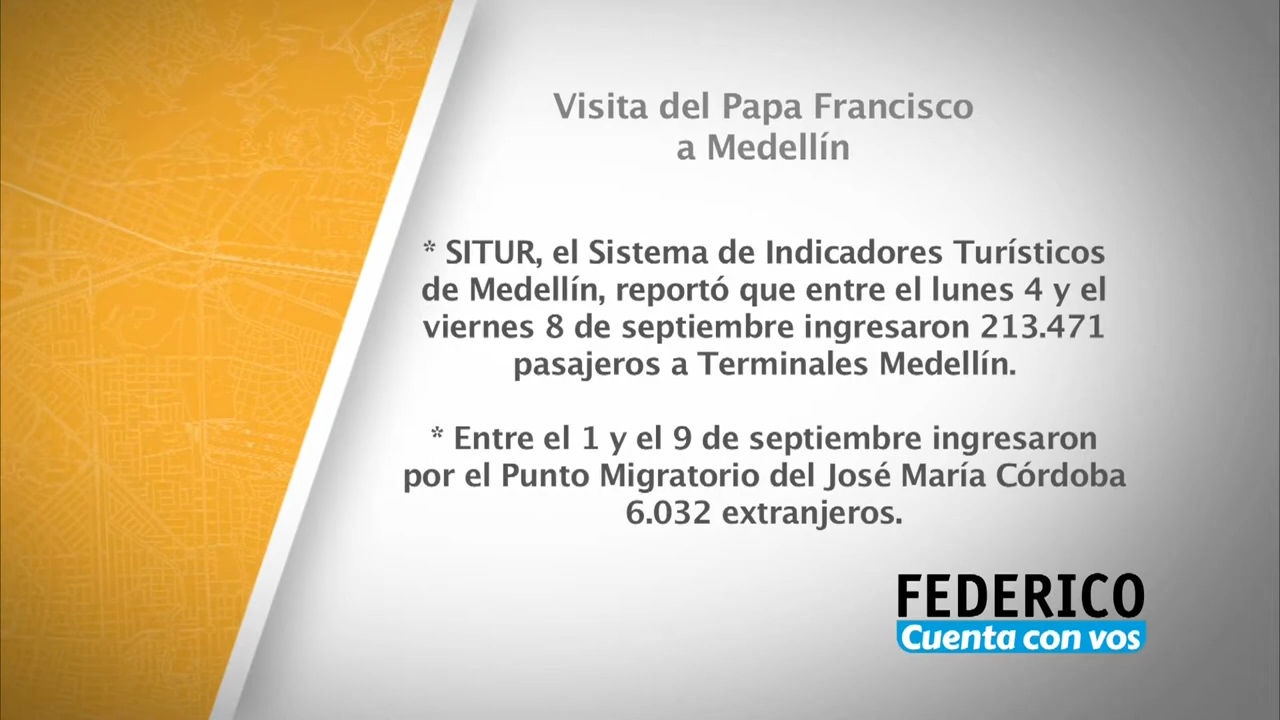 Visita del Papa Francisco
a Medellín
* SITUR, el Sistema de Indicadores Turísticos
de Medellín, reportó que entre el lunes 4 y el
viernes 8 de septiembre ingresaron 213.471
pasajeros a Terminales Medellín.
* Entre el 1 y el 9 de septiembre ingresaron
por el Punto Migratorio del José María Córdoba
6.032 extranjeros.
FEDERICO
Cuenta con vos